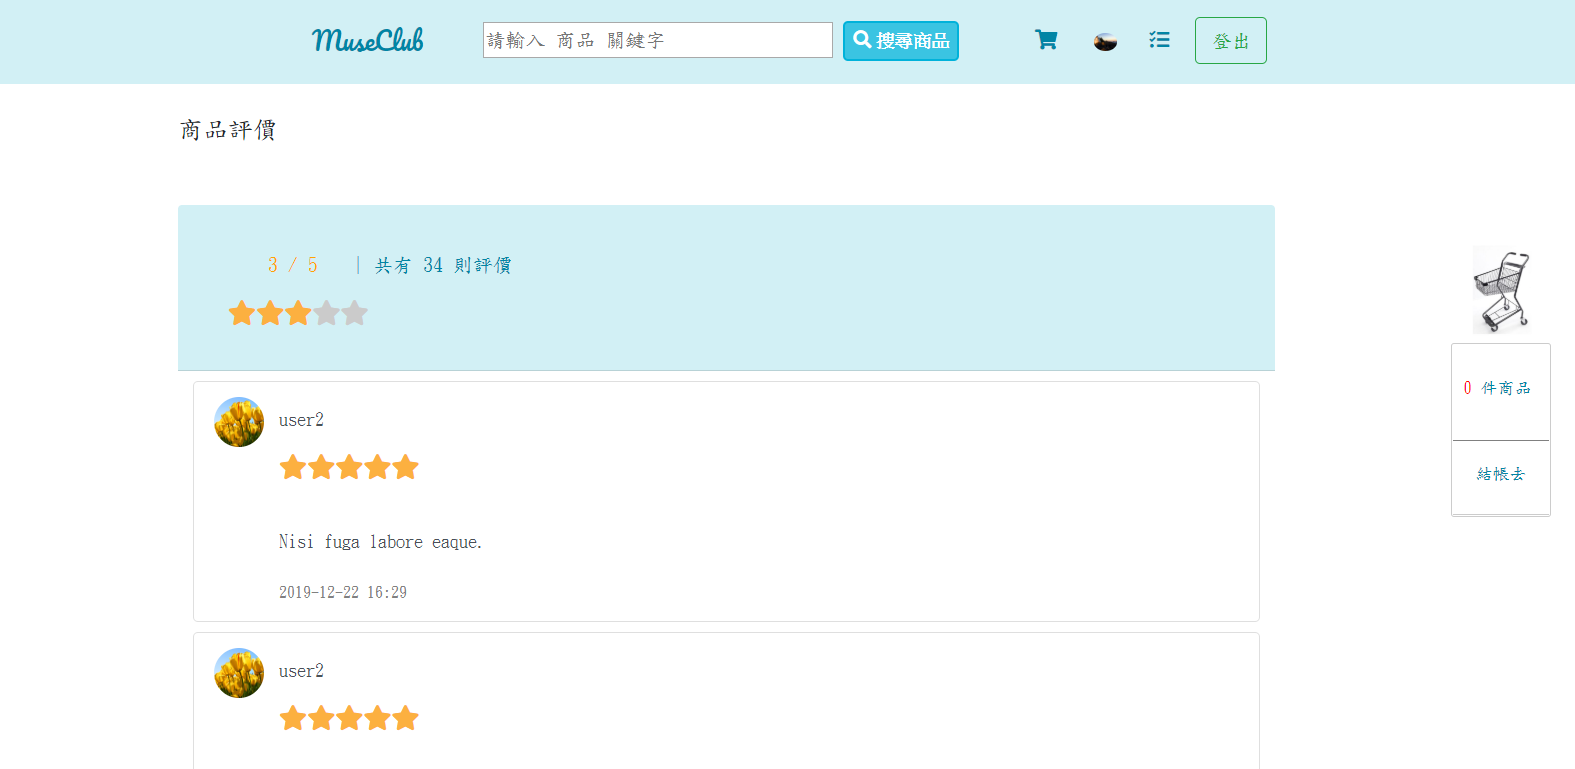 MuseClub
請輸入 商品 關鍵字
搜尋商品
登出
商品評價
3 / 5 | 共有 34 則評價
0 件商品
結帳去
user2
Nisi fuga labore eaque.
2019-12-22 16:29
user2